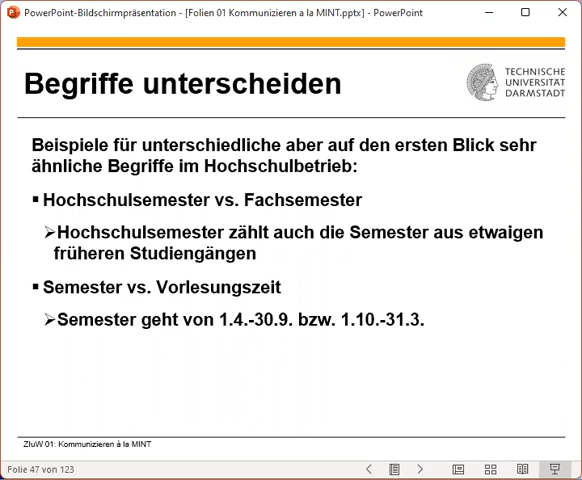 PowerPoint-Bildschirmpräsentation - [Folien 01 Kommunizieren a la MINT.pptx] - PowerPoint
Begriffe unterscheiden
TECHNISCHE
UNIVERSITÄT
DARMSTADT
Beispiele für unterschiedliche aber auf den ersten Blick sehr
ähnliche Begriffe im Hochschulbetrieb:
▪ Hochschulsemester vs. Fachsemester
➢Hochschulsemester zählt auch die Semester aus etwaigen
früheren Studiengängen
▪ Semester vs. Vorlesungszeit
➢Semester geht von 1.4.-30.9. bzw. 1.10.-31.3.
ZIuW 01: Kommunizieren à la MINT
Folie 47 von 123